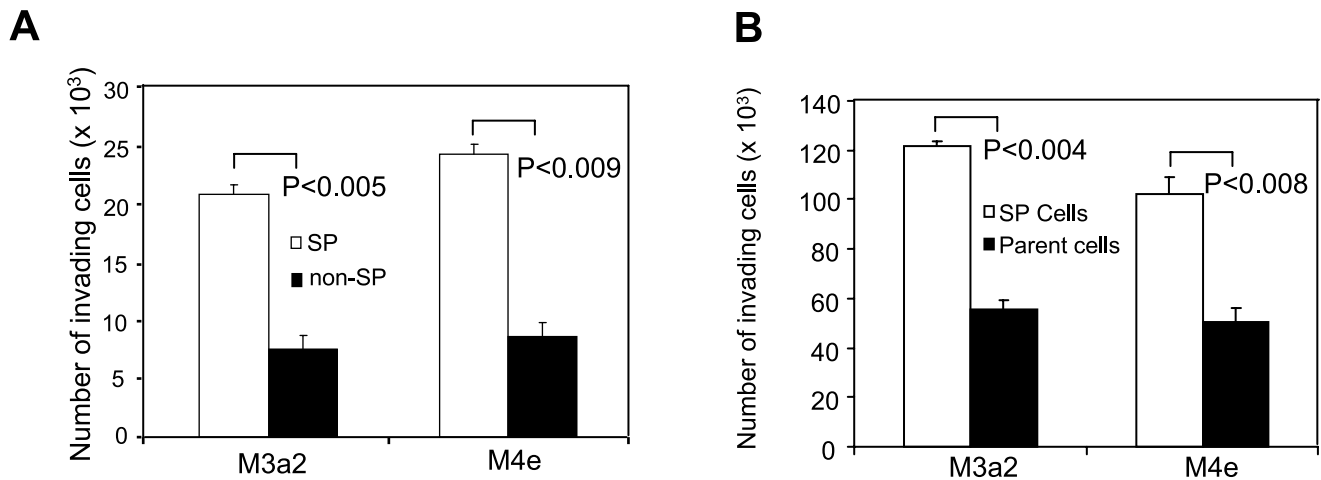 A
Number of invading cells (x 10³)
30
25
20
15
10
5
0
P<0.005
P<0.009
SP
non-SP
M3a2
M4e
B
Number of invading cells (x 10³)
140
120
100
80
60
40
20
0
P<0.004
P<0.008
SP Cells
Parent cells
M3a2
M4e